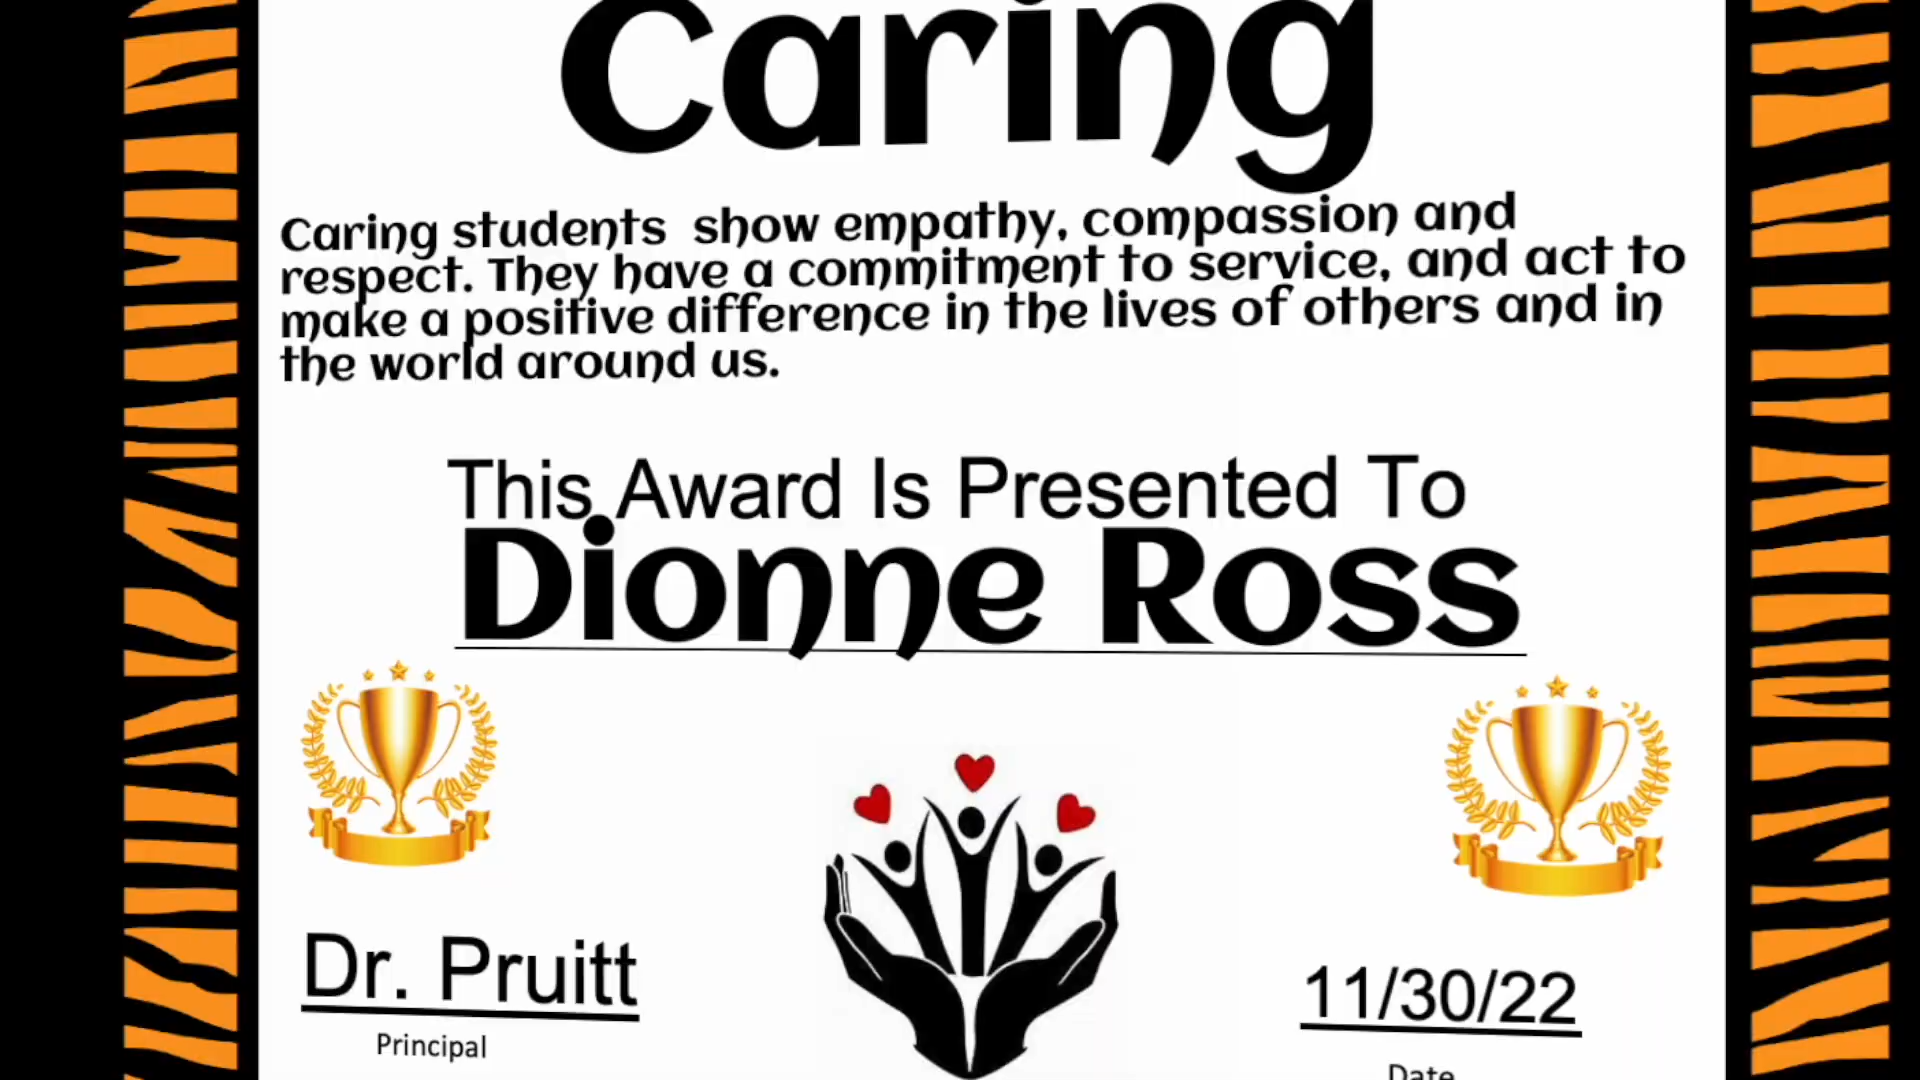 Caring
Caring students show empathy, compassion and
respect. They have a commitment to service, and act to
make a positive difference in the lives of others and in
the world around us.
This Award Is Presented To
Dionne Ross
Dr. Pruitt
11/30/22
Principal
Date